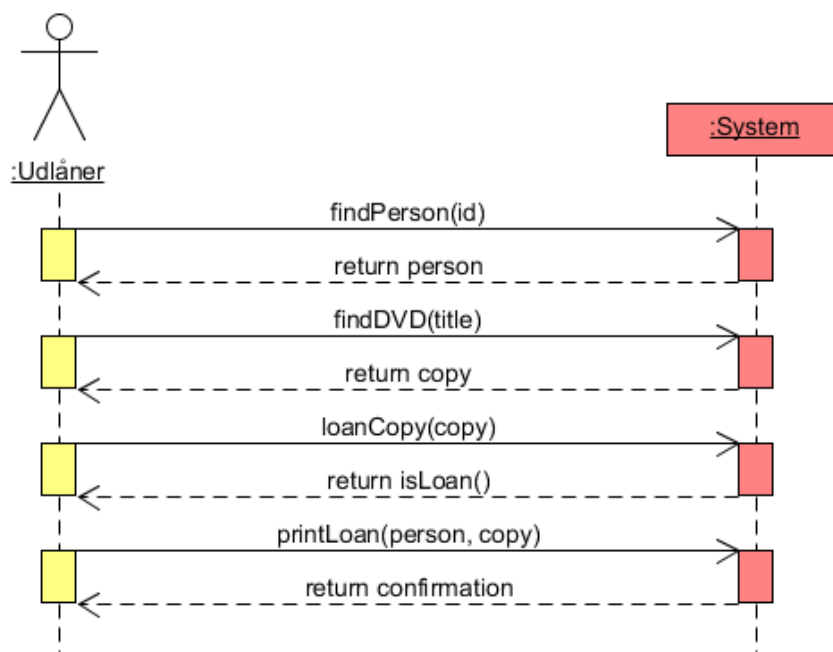 :System
:Udlåner
findPerson(id)
return person
findDVD(title)
return copy
loanCopy(copy)
return isLoan()
printLoan(person, copy)
return confirmation